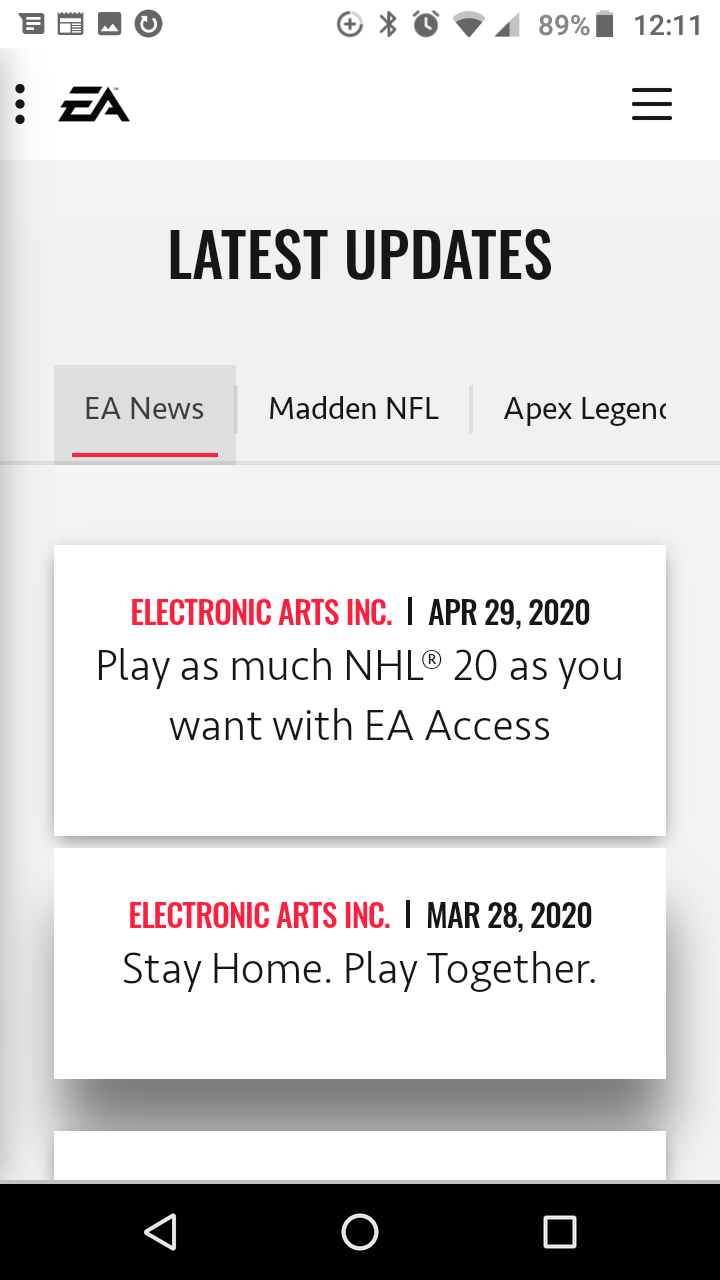 89% 12:11
EA
LATEST UPDATES
EA News Madden NFL Apex Legenc
ELECTRONIC ARTS INC. | APR 29, 2020
Play as much NHL® 20 as you
want with EA Access
ELECTRONIC ARTS INC. | MAR 28, 2020
Stay Home. Play Together.